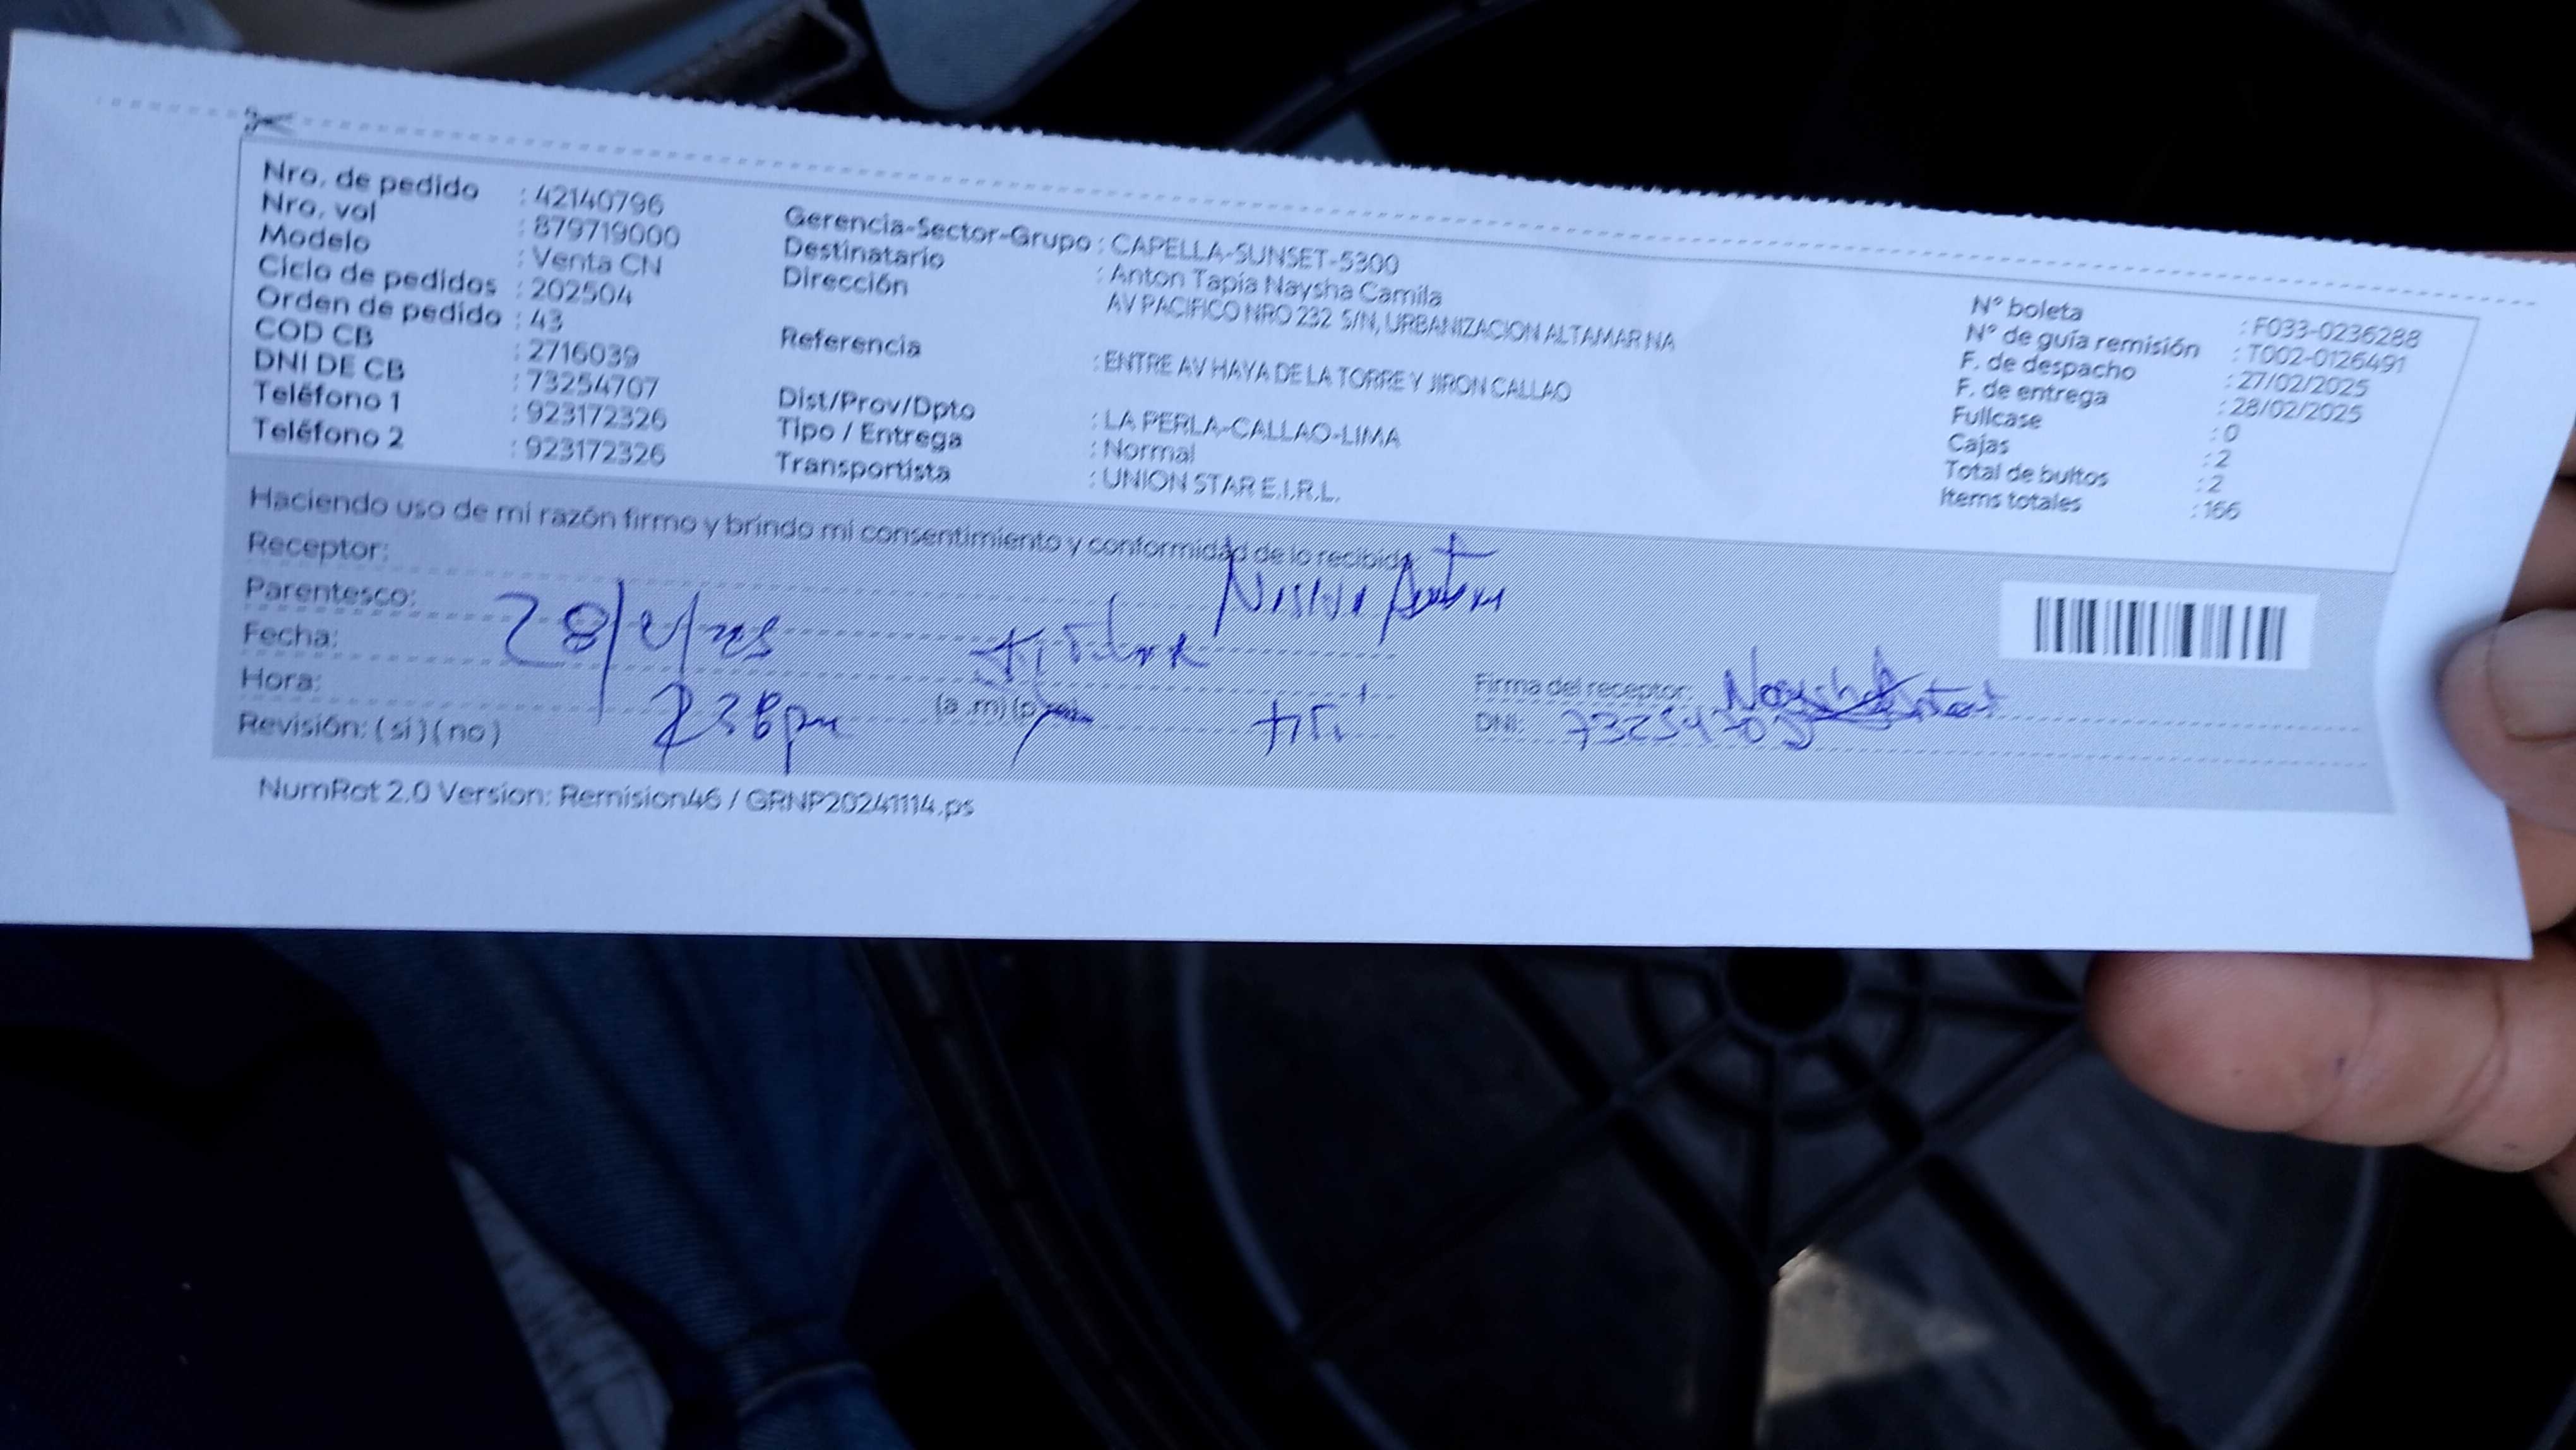 Nro. de pedido : 42140796
Nro. vol : 879719000
Modelo : Venta CN
Ciclo de pedidos : 202504
Orden de pedido : 43
COD CB : 2716039
DNI DE CB : 73254707
Teléfono 1 : 923172326
Teléfono 2 : 923172326
Gerencia-Sector-Grupo : CAPELLA-SUNSET-5300
Destinatario : Anton Tapia Naysha Camila
Dirección AV PACIFICO NRO 232 S/N, URBANIZACION ALTAMAR NA
Referencia : ENTRE AV HAYA DE LA TORRE Y JIRON CALLAO
Dist/Prov/Dpto : LA PERLA-CALLAO-LIMA
Tipo / Entrega : Normal
Transportista : UNION STAR E.I.R.L.
N° boleta : F033-0236288
N° de guía remisión : T002-0126491
F. de despacho : 27/02/2025
F. de entrega : 28/02/2025
Fullcase : 0
Cajas : 2
Total de bultos : 2
Items totales : 166
Haciendo uso de mi razón firmo y brindo mi consentimiento y conformidad de lo recibido.
Receptor:
Parentesco:
Fecha:
Hora: (a.m) (p.m)
Revisión: ( si ) ( no )
Firma del receptor:
DNI:
NumRot 2.0 Version: Remision46 / GRNP20241114.ps